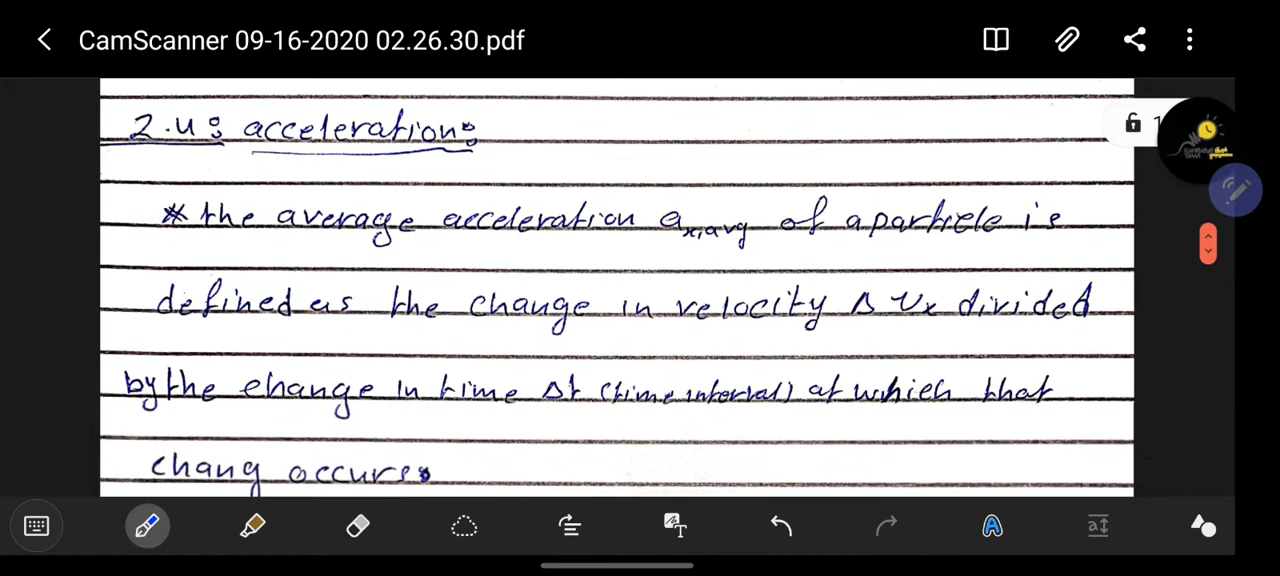 CamScanner 09-16-2020 02.26.30.pdf
2.4: acceleration:
* the average acceleration ax,avg of a particle is
defined as the change in velocity Δ Vx divided
by the change in time Δt (time interval) at which that
chang occurs.